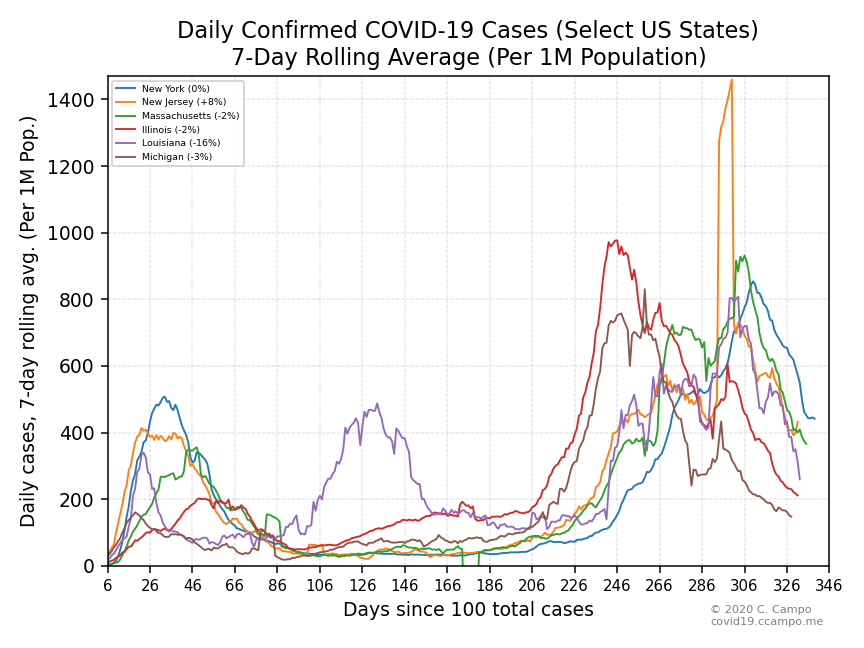 Daily Confirmed COVID-19 Cases (Select US States)
7-Day Rolling Average (Per 1M Population)
Daily cases, 7-day rolling avg. (Per 1M Pop.)
1400
1200
1000
800
600
400
200
0
New York (0%)
New Jersey (+8%)
Massachusetts (-2%)
Illinois (-2%)
Louisiana (-16%)
Michigan (-3%)
6 26 46 66 86 106 126 146 166 186 206 226 246 266 286 306 326 346
Days since 100 total cases
© 2020 C. Campo
covid19.ccampo.me